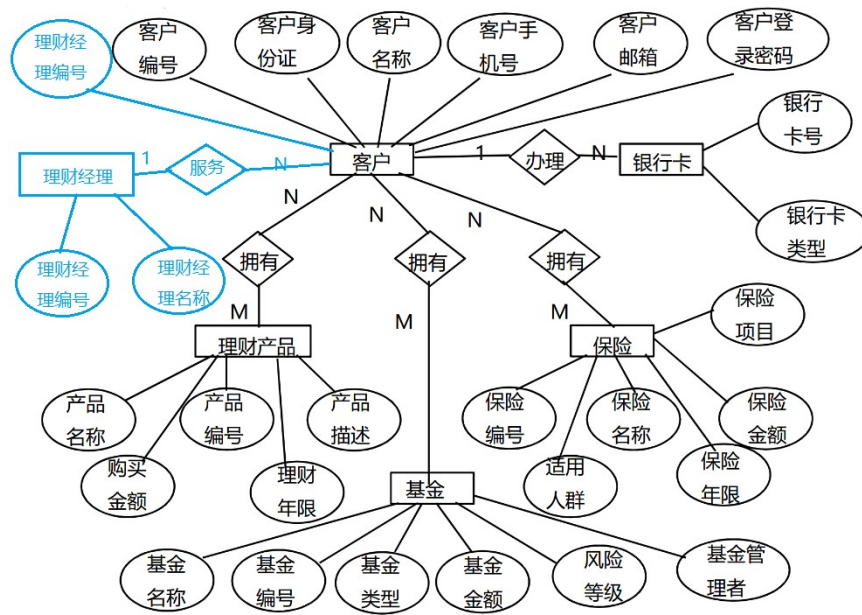 理财经
理编号
客户
编号
客户身
份证
客户
名称
客户手
机号
客户
邮箱
客户登
录密码
理财经理
1
服务
N
客户
1
办理
N
银行卡
银行
卡号
银行卡
类型
理财经
理编号
理财经
理名称
N
N
N
拥有
拥有
拥有
M
M
M
理财产品
保险
保险
项目
产品
名称
产品
编号
产品
描述
购买
金额
理财
年限
保险
编号
保险
名称
保险
金额
适用
人群
保险
年限
基金
基金
名称
基金
编号
基金
类型
基金
金额
风险
等级
基金管
理者